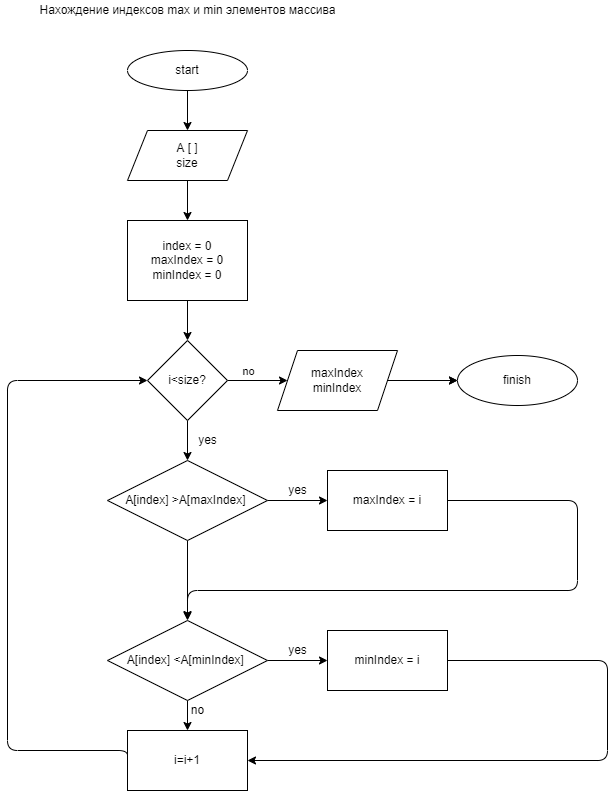 Нахождение индексов max и min элементов массива
start
A [ ]
size
index = 0
maxIndex = 0
minIndex = 0
i<size?
no
maxIndex
minIndex
finish
yes
A[index] >A[maxIndex]
yes
maxIndex = i
A[index] <A[minIndex]
yes
minIndex = i
no
i=i+1